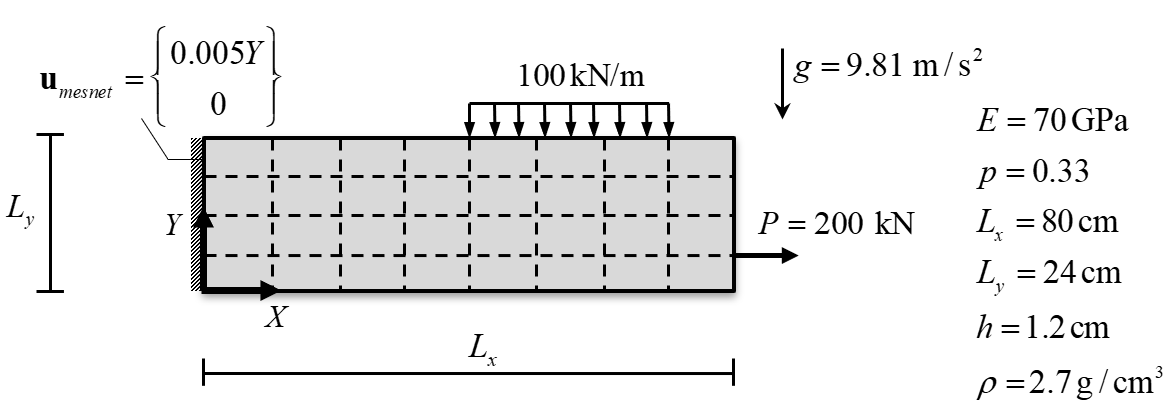 u_mesnet = {0.005Y
0}
100 kN/m
g = 9.81 m/s²
E = 70 GPa
p = 0.33
L_x = 80 cm
L_y = 24 cm
h = 1.2 cm
ρ = 2.7 g/cm³
L_y
Y
P = 200 kN
X
L_x